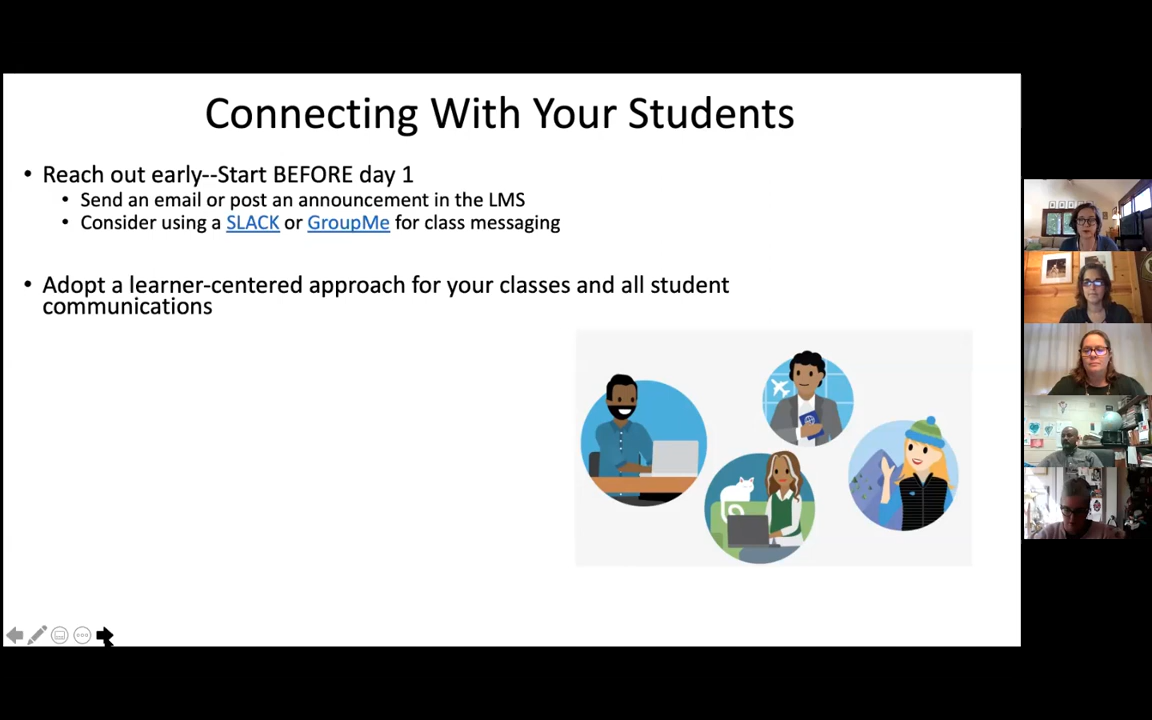 Connecting With Your Students
• Reach out early--Start BEFORE day 1
• Send an email or post an announcement in the LMS
• Consider using a SLACK or GroupMe for class messaging
• Adopt a learner-centered approach for your classes and all student
communications